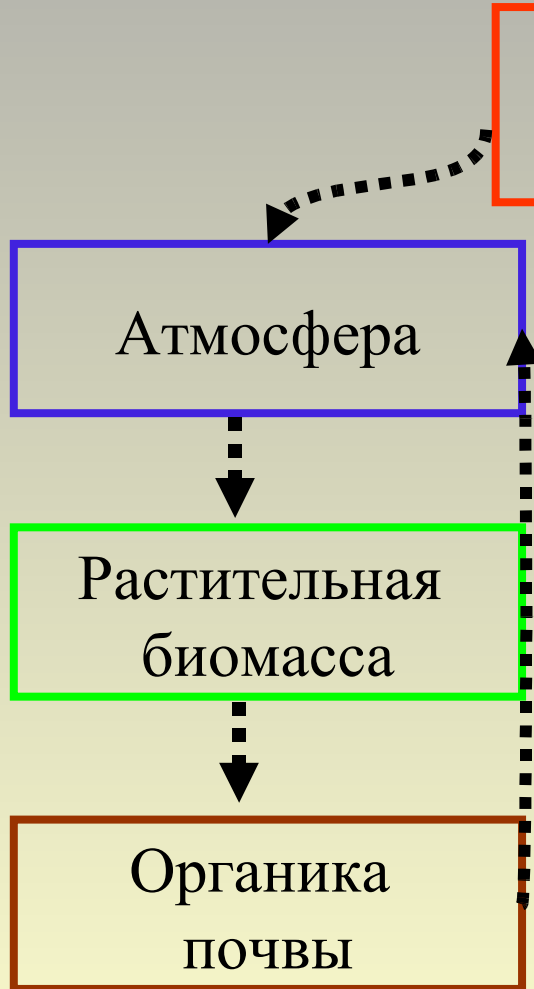 Атмосфера
Растительная
биомасса
Органика
почвы